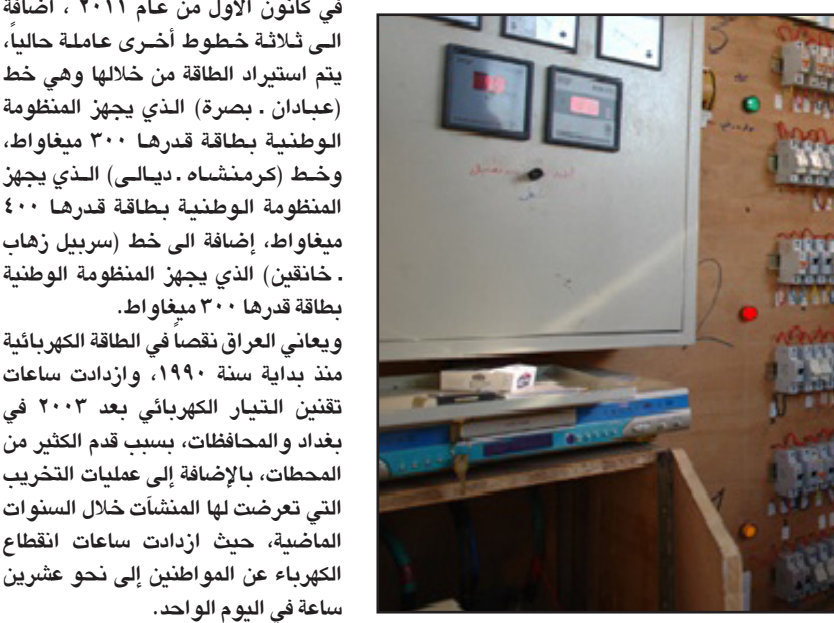 في كانون الاول من عام ٢٠١١ ، اضافة
الى ثلاثة خطوط أخرى عاملة حالياً،
يتم استيراد الطاقة من خلالها وهي خط
(عبادان . بصرة) الذي يجهز المنظومة
الوطنية بطاقة قدرها ٣٠٠ ميغاواط،
وخط (كرمنشاه . ديالى) الذي يجهز
المنظومة الوطنية بطاقة قدرها ٤٠٠
ميغاواط، إضافة الى خط (سربيل زهاب
. خانقين) الذي يجهز المنظومة الوطنية
بطاقة قدرها ٣٠٠ ميغاواط.
ويعاني العراق نقصاً في الطاقة الكهربائية
منذ بداية سنة ١٩٩٠، وازدادت ساعات
تقنين التيار الكهربائي بعد ٢٠٠٣ في
بغداد والمحافظات، بسبب قدم الكثير من
المحطات، بالإضافة إلى عمليات التخريب
التي تعرضت لها المنشآت خلال السنوات
الماضية، حيث ازدادت ساعات انقطاع
الكهرباء عن المواطنين إلى نحو عشرين
ساعة في اليوم الواحد.